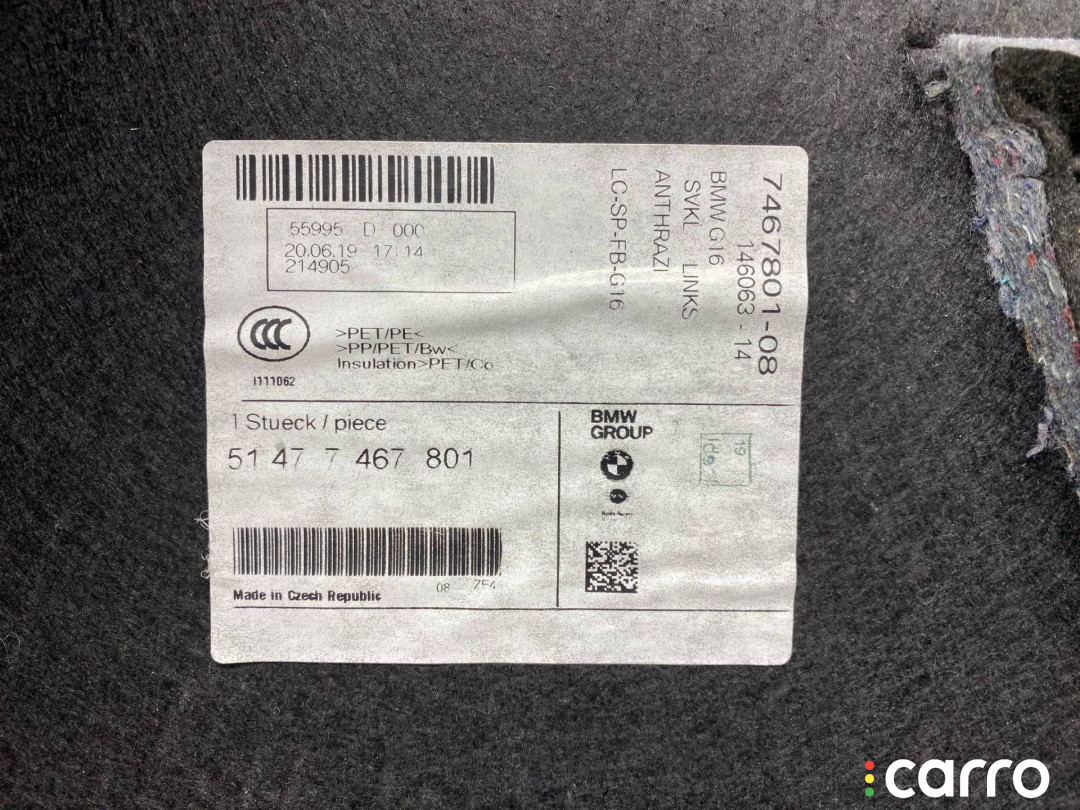 55995 D 000
20.06.19 17:14
214905
CCC
I111062
>PET/PE<
>PP/PET/Bw<
Insulation>PET/Co
7467801-08
146063-14
BMW G16
SVKL LINKS
ANTHRAZI
LC-SP-FB-G16
1 Stueck / piece
51 47 7 467 801
Made in Czech Republic
08
BMW
GROUP
19
carro